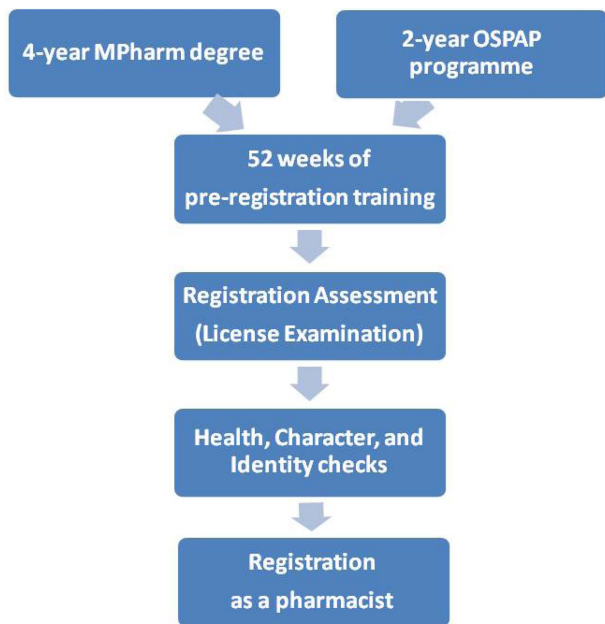 4-year MPharm degree
2-year OSPAP
programme
52 weeks of
pre-registration training
Registration Assessment
(License Examination)
Health, Character, and
Identity checks
Registration
as a pharmacist